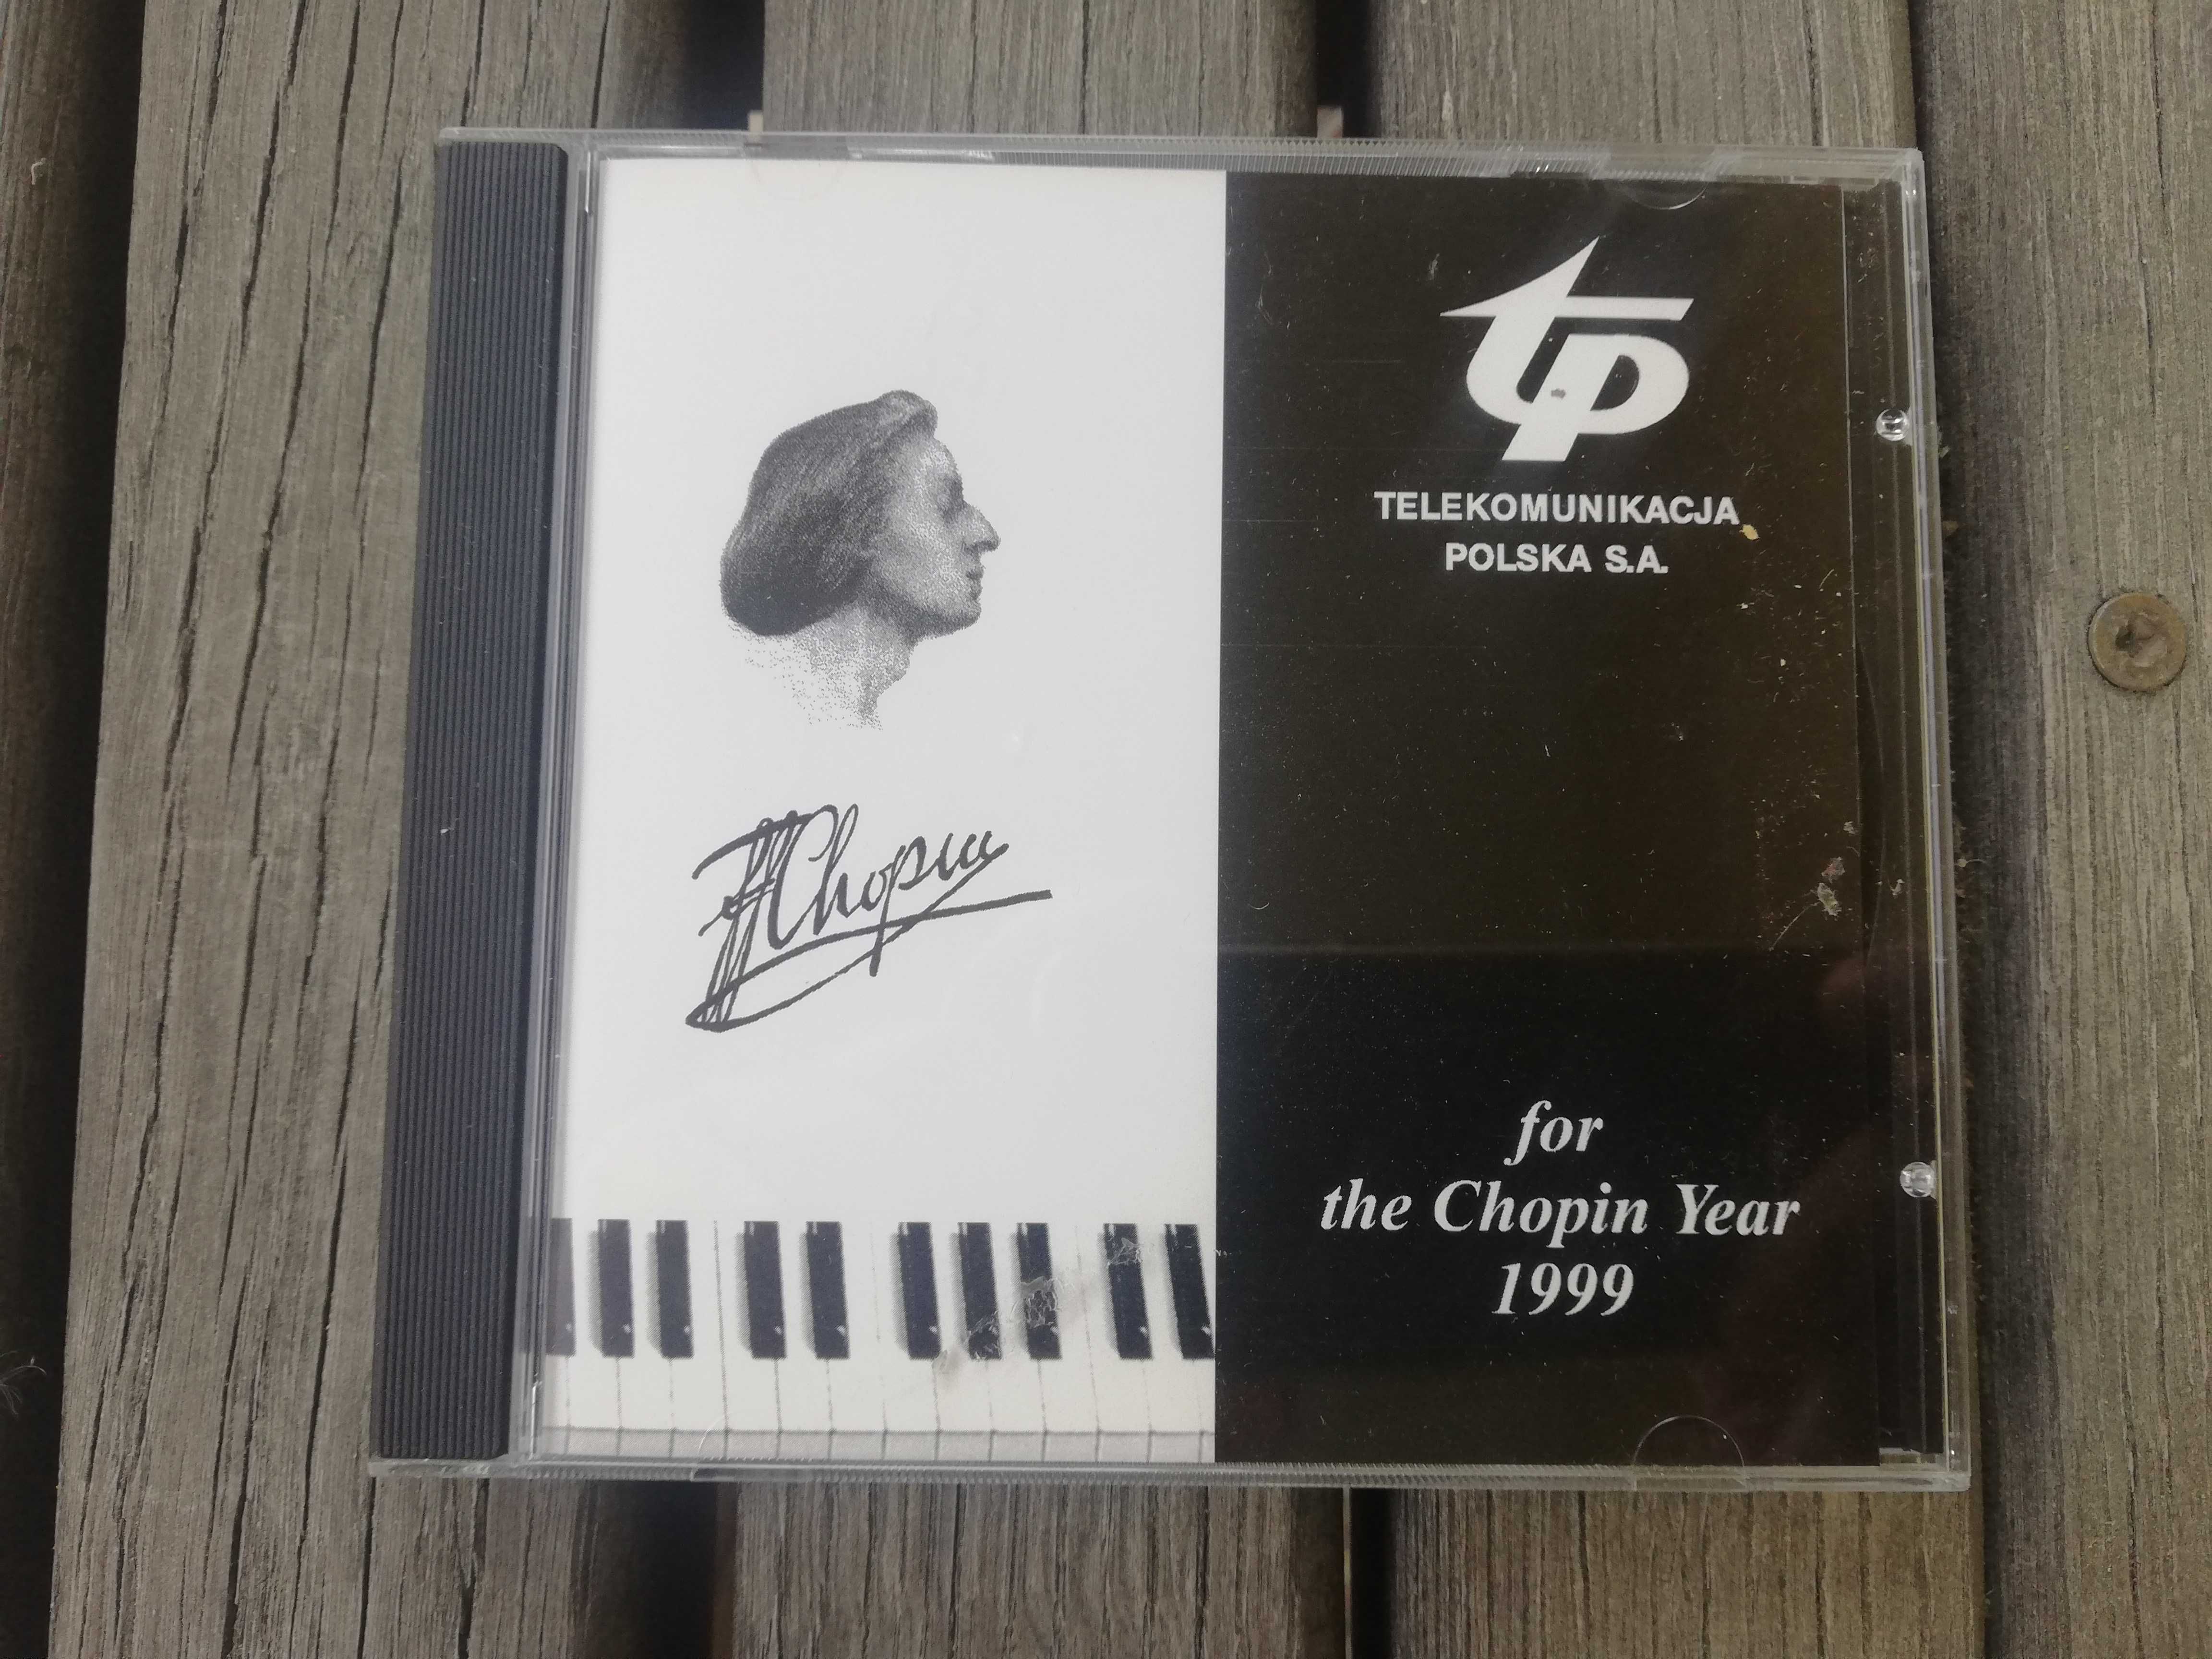 FChopin
tp
TELEKOMUNIKACJA
POLSKA S.A.
for
the Chopin Year
1999